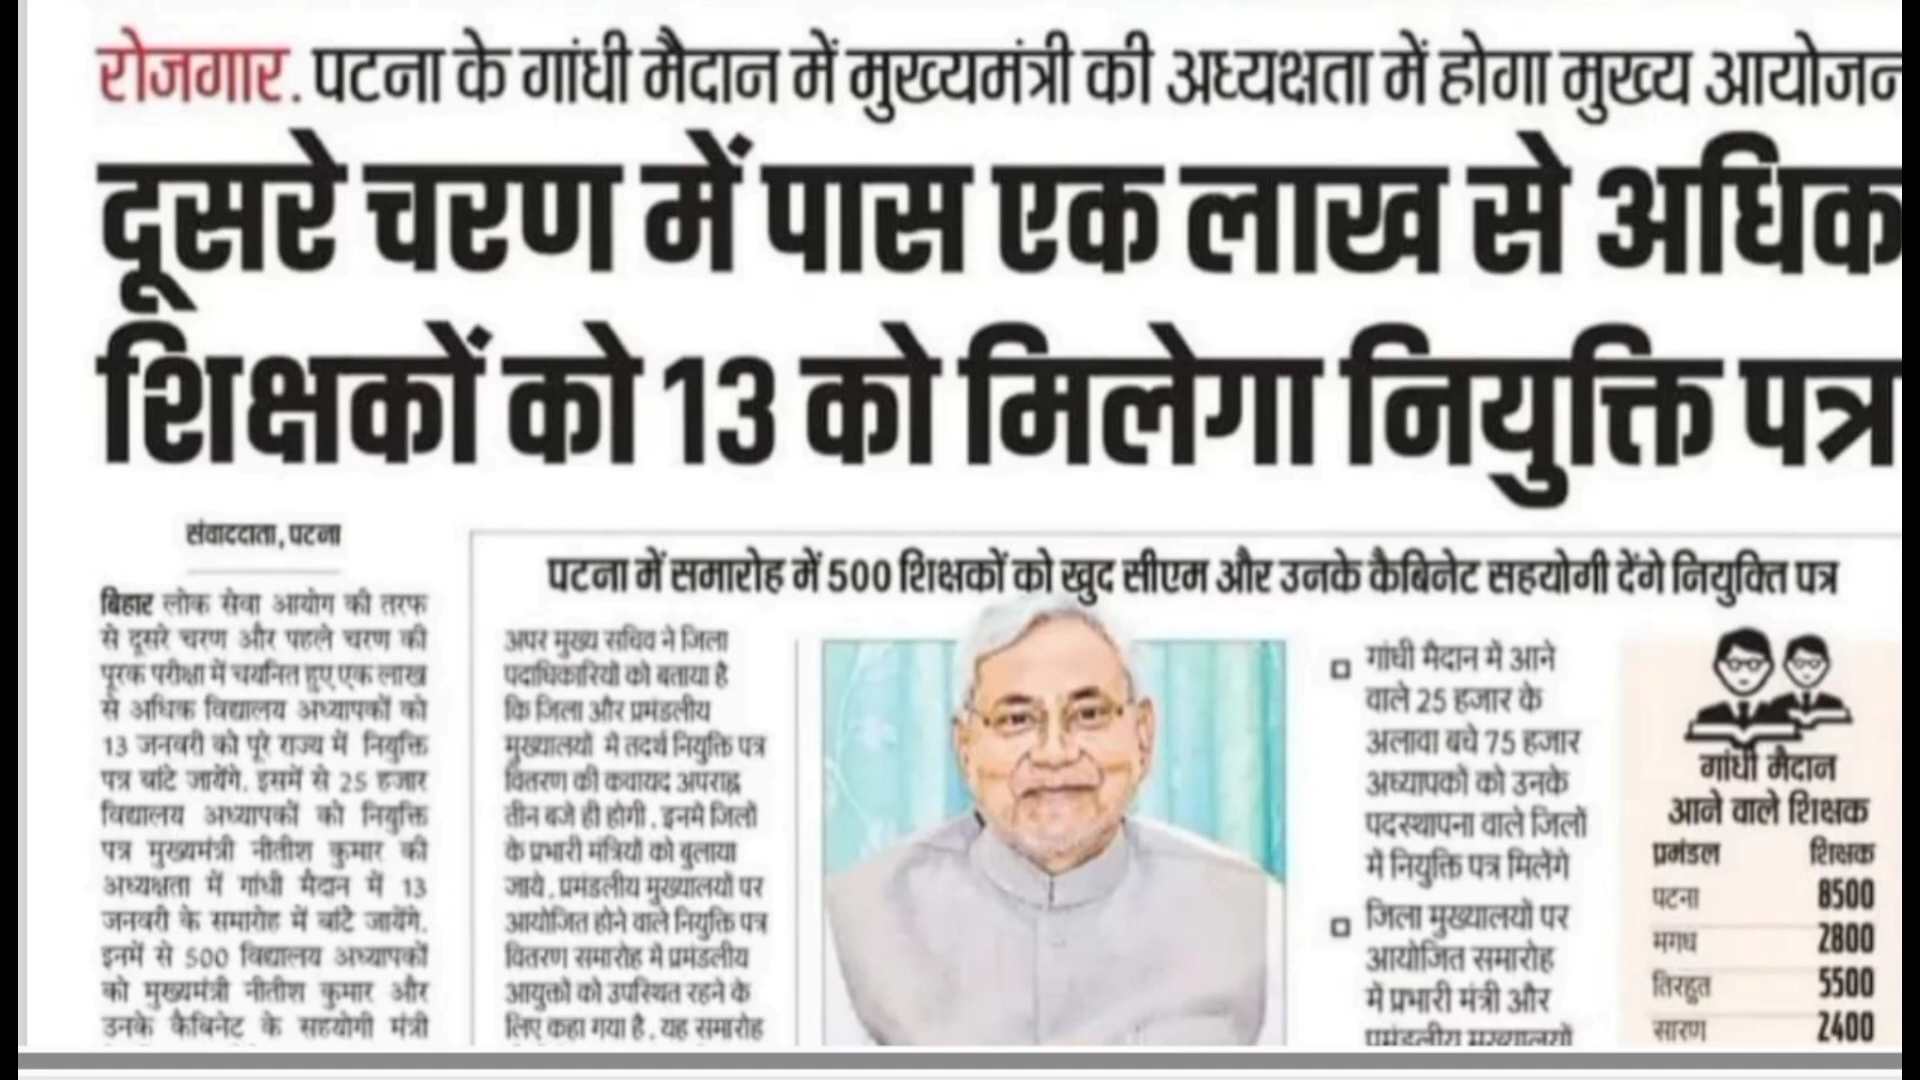 रोजगार. पटना के गांधी मैदान में मुख्यमंत्री की अध्यक्षता में होगा मुख्य आयोजन
दूसरे चरण में पास एक लाख से अधिक
शिक्षकों को 13 को मिलेगा नियुक्ति पत्र
संवाददाता, पटना
बिहार लोक सेवा आयोग की तरफ
से दूसरे चरण और पहले चरण की
पूरक परीक्षा में चयनित हुए एक लाख
से अधिक विद्यालय अध्यापकों को
13 जनवरी को पूरे राज्य में नियुक्ति
पत्र बांटे जायेंगे. इसमें से 25 हजार
विद्यालय अध्यापकों को नियुक्ति
पत्र मुख्यमंत्री नीतीश कुमार की
अध्यक्षता में गांधी मैदान में 13
जनवरी के समारोह में बांटे जायेंगे.
इनमें से 500 विद्यालय अध्यापकों
को मुख्यमंत्री नीतीश कुमार और
उनके कैबिनेट के सहयोगी मंत्री
पटना में समारोह में 500 शिक्षकों को खुद सीएम और उनके कैबिनेट सहयोगी देंगे नियुक्ति पत्र
अपर मुख्य सचिव ने जिला
पदाधिकारियों को बताया है
कि जिला और प्रमंडलीय
मुख्यालयों में तदर्थ नियुक्ति पत्र
वितरण की कवायद अपराह्न
तीन बजे ही होगी. इनमें जिलों
के प्रभारी मंत्रियों को बुलाया
जाये. प्रमंडलीय मुख्यालयों पर
आयोजित होने वाले नियुक्ति पत्र
वितरण समारोह में प्रमंडलीय
आयुक्तों को उपस्थित रहने के
लिए कहा गया है. यह समारोह
गांधी मैदान में आने
वाले 25 हजार के
अलावा बचे 75 हजार
अध्यापकों को उनके
पदस्थापना वाले जिलों
में नियुक्ति पत्र मिलेंगे
जिला मुख्यालयों पर
आयोजित समारोह
में प्रभारी मंत्री और
प्रमंडलीय मुख्यालयों
गांधी मैदान
आने वाले शिक्षक
प्रमंडल शिक्षक
पटना 8500
मगध 2800
तिरहुत 5500
सारण 2400